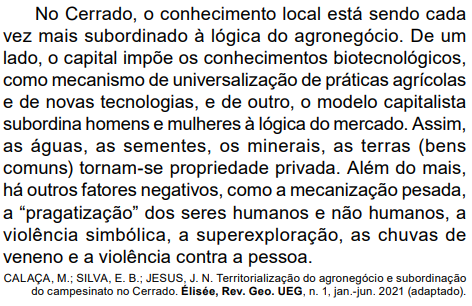 No Cerrado, o conhecimento local está sendo cada
vez mais subordinado à lógica do agronegócio. De um
lado, o capital impõe os conhecimentos biotecnológicos,
como mecanismo de universalização de práticas agrícolas
e de novas tecnologias, e de outro, o modelo capitalista
subordina homens e mulheres à lógica do mercado. Assim,
as águas, as sementes, os minerais, as terras (bens
comuns) tornam-se propriedade privada. Além do mais,
há outros fatores negativos, como a mecanização pesada,
a “pragatização” dos seres humanos e não humanos, a
violência simbólica, a superexploração, as chuvas de
veneno e a violência contra a pessoa.
CALAÇA, M.; SILVA, E. B.; JESUS, J. N. Territorialização do agronegócio e subordinação
do campesinato no Cerrado. Élisée, Rev. Geo. UEG, n. 1, jan.-jun. 2021 (adaptado).